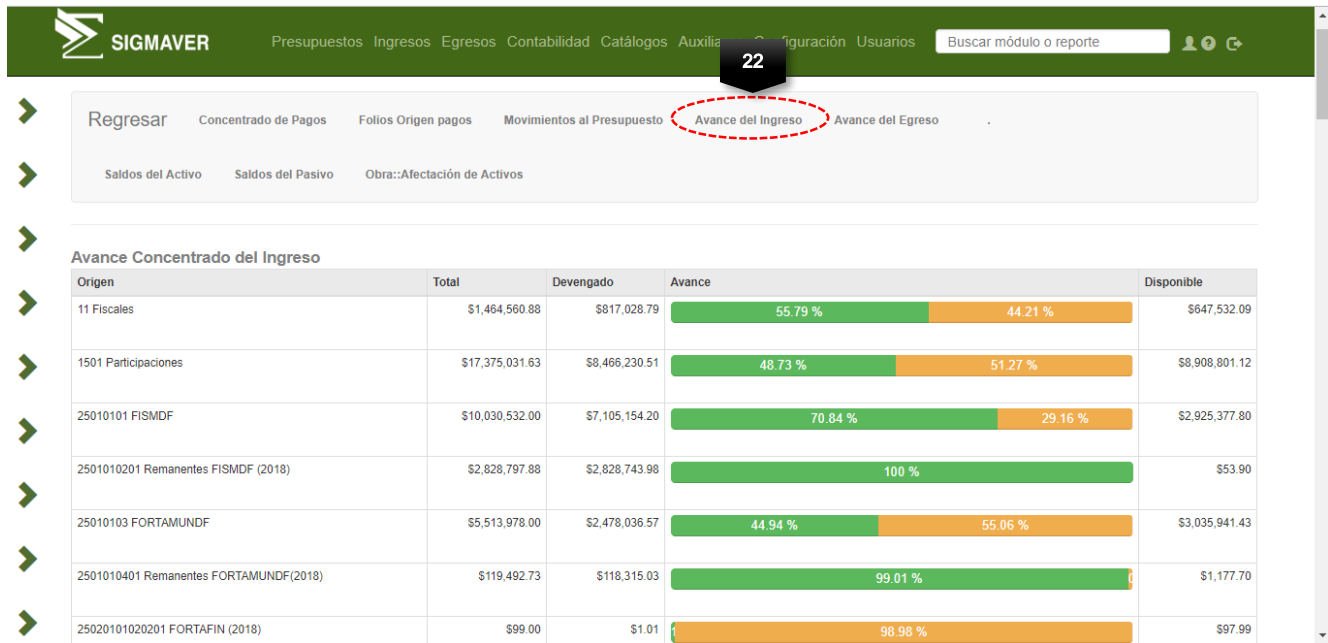 SIGMAVER
Presupuestos Ingresos Egresos Contabilidad Catálogos Configuración Usuarios
Buscar módulo o reporte
22
Regresar Concentrado de Pagos Folios Origen pagos Movimientos al Presupuesto Avance del Ingreso Avance del Egreso .
Saldos del Activo Saldos del Pasivo Obra::Afectación de Activos
Avance Concentrado del Ingreso
Origen Total Devengado Avance Disponible
11 Fiscales $1,464,560.88 $817,028.79 55.79 % 44.21 % $647,532.09
1501 Participaciones $17,375,031.63 $8,466,230.51 48.73 % 51.27 % $8,908,801.12
25010101 FISMDF $10,030,532.00 $7,105,154.20 70.84 % 29.16 % $2,925,377.80
2501010201 Remanentes FISMDF (2018) $2,828,797.88 $2,828,743.98 100 % $53.90
25010103 FORTAMUNDF $5,513,978.00 $2,478,036.57 44.94 % 55.06 % $3,035,941.43
2501010401 Remanentes FORTAMUNDF(2018) $119,492.73 $118,315.03 99.01 % $1,177.70
25020101020201 FORTAFIN (2018) $99.00 $1.01 98.98 % $97.99